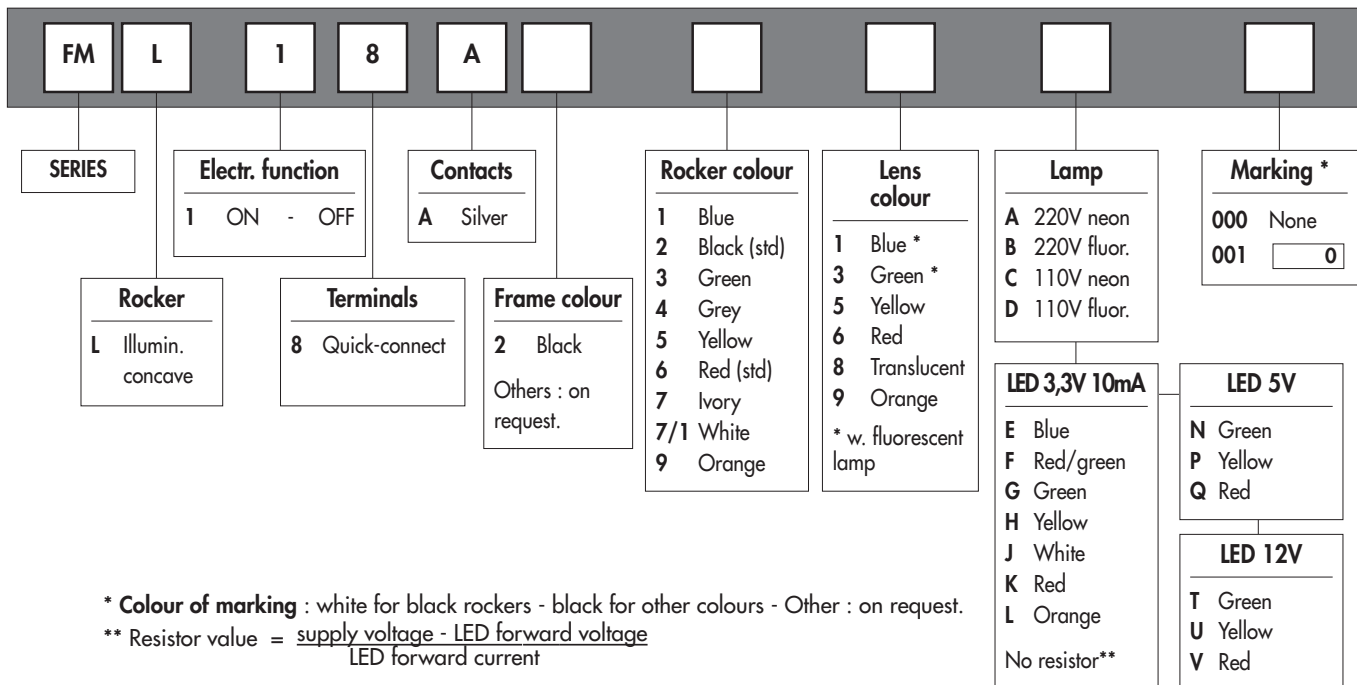 FM L 1 8 A
SERIES
Electr. function
1 ON - OFF
Contacts
A Silver
Rocker
L Illumin.
concave
Terminals
8 Quick-connect
Frame colour
2 Black
Others : on
request.
Rocker colour
1 Blue
2 Black (std)
3 Green
4 Grey
5 Yellow
6 Red (std)
7 Ivory
7/1 White
9 Orange
Lens
colour
1 Blue *
3 Green *
5 Yellow
6 Red
8 Translucent
9 Orange
* w. fluorescent
lamp
Lamp
A 220V neon
B 220V fluor.
C 110V neon
D 110V fluor.
LED 3,3V 10mA
E Blue
F Red/green
G Green
H Yellow
J White
K Red
L Orange
No resistor**
LED 5V
N Green
P Yellow
Q Red
LED 12V
T Green
U Yellow
V Red
Marking *
000 None
001 0
* Colour of marking : white for black rockers - black for other colours - Other : on request.
** Resistor value = supply voltage - LED forward voltage
LED forward current